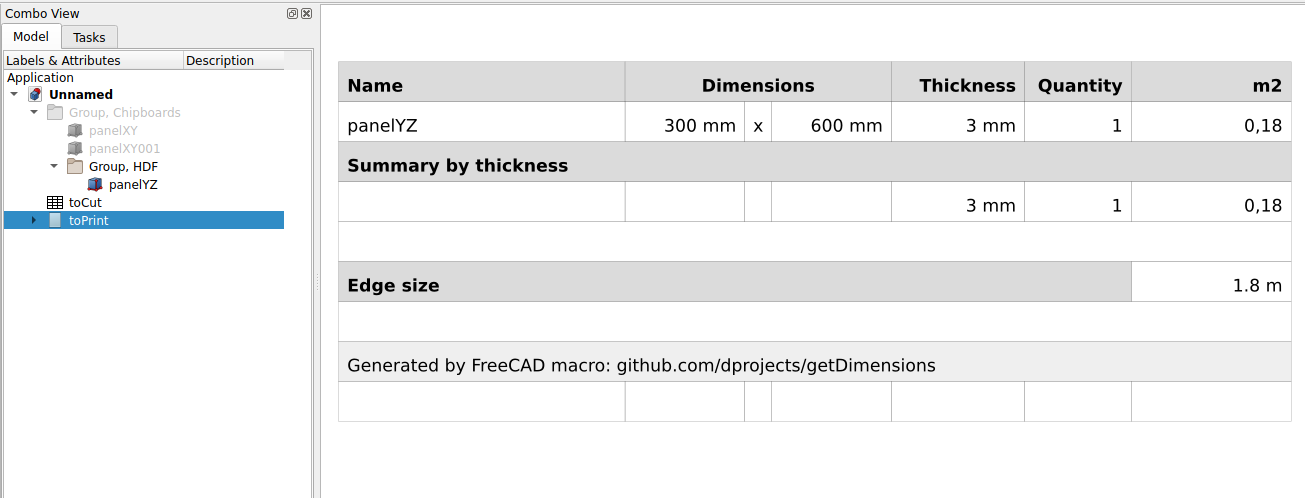 Combo View
Model Tasks
Labels & Attributes Description
Application
Unnamed
Group, Chipboards
panelXY
panelXY001
Group, HDF
panelYZ
toCut
toPrint
Name Dimensions Thickness Quantity m2
panelYZ 300 mm x 600 mm 3 mm 1 0,18
Summary by thickness
3 mm 1 0,18
Edge size 1.8 m
Generated by FreeCAD macro: github.com/dprojects/getDimensions